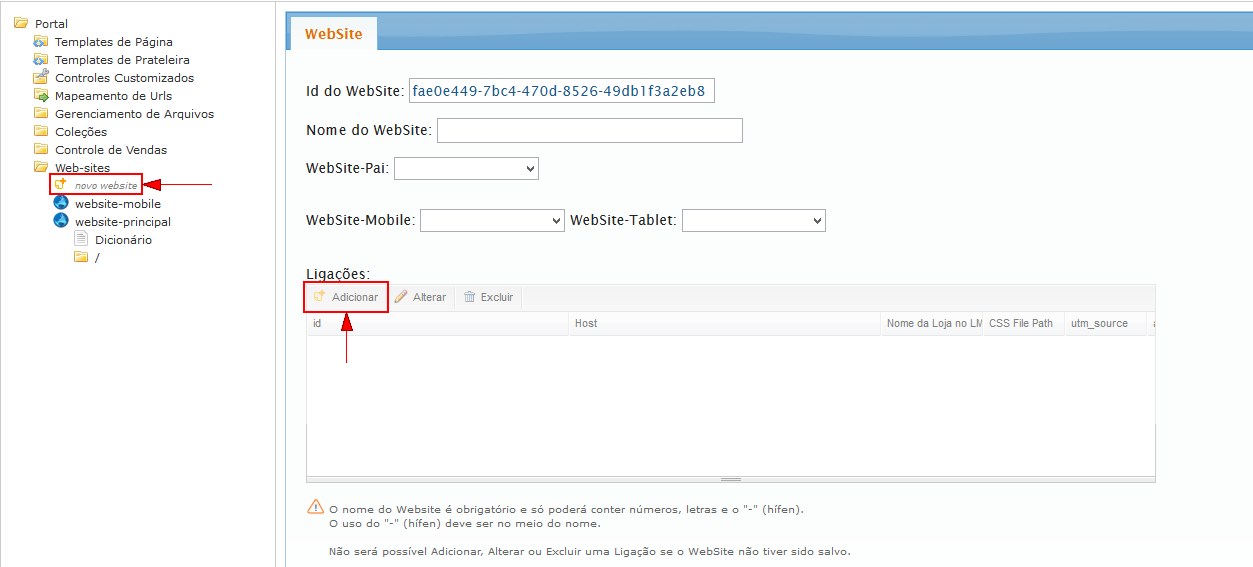 Portal
Templates de Página
Templates de Prateleira
Controles Customizados
Mapeamento de Urls
Gerenciamento de Arquivos
Coleções
Controle de Vendas
Web-sites
novo website
website-mobile
website-principal
Dicionário
/
WebSite
Id do WebSite: fae0e449-7bc4-470d-8526-49db1f3a2eb8
Nome do WebSite:
WebSite-Pai:
WebSite-Mobile: WebSite-Tablet:
Ligações:
Adicionar Alterar Excluir
id Host Nome da Loja no LM CSS File Path utm_source
O nome do Website é obrigatório e só poderá conter números, letras e o "-" (hífen).
O uso do "-" (hífen) deve ser no meio do nome.
Não será possível Adicionar, Alterar ou Excluir uma Ligação se o WebSite não tiver sido salvo.